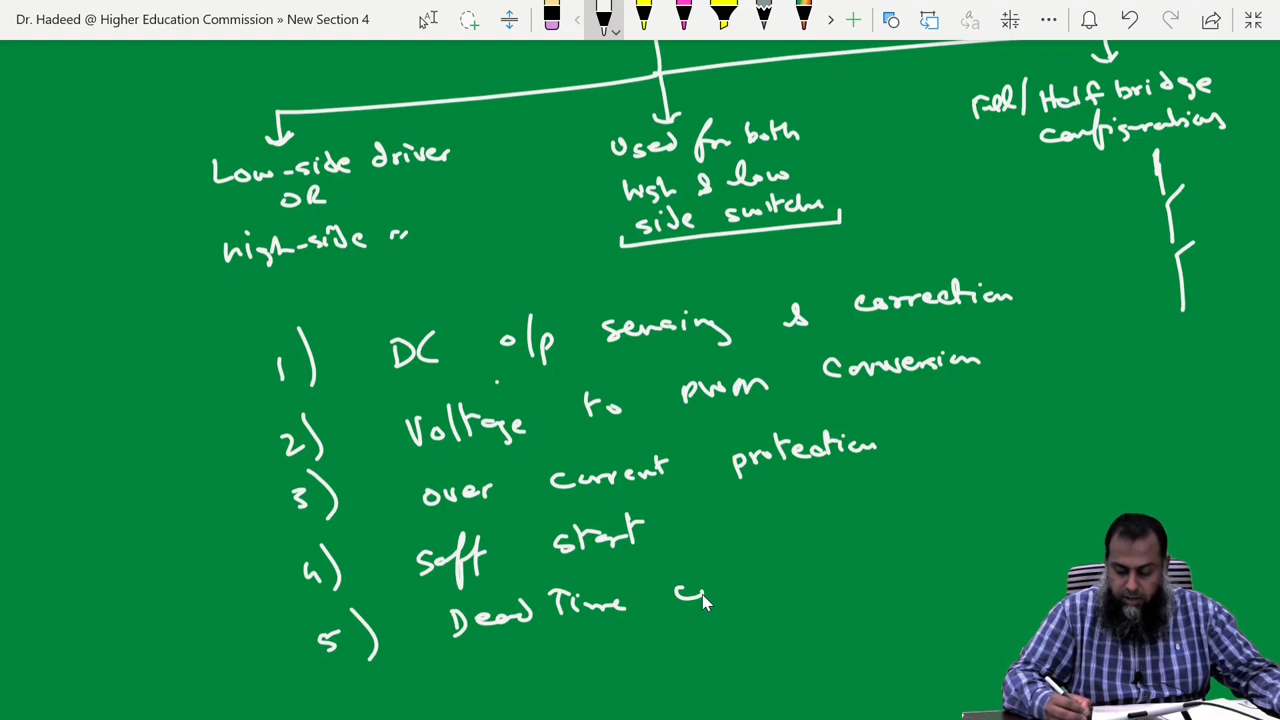 Dr. Hadeed @ Higher Education Commission » New Section 4
Low-side driver
OR
high-side "
Used for both
high & low
side switches
Full/Half bridge
configurations
1) DC o/p sensing & correction
2) Voltage to PWM conversion
3) over current protection
4) soft start
5) Dead Time c